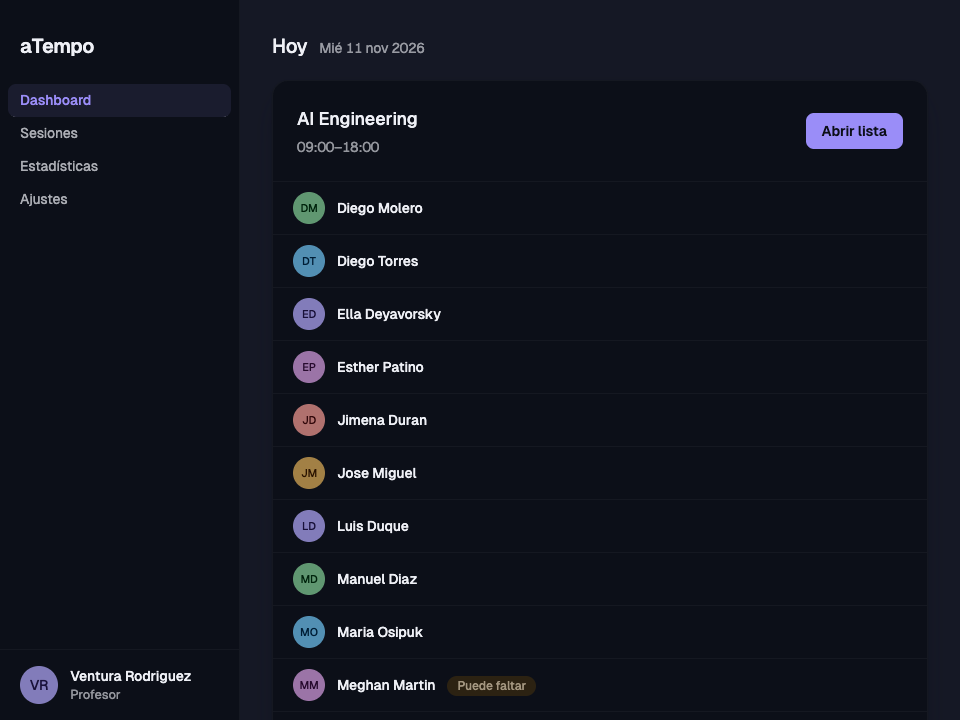 aTempo
Dashboard
Sesiones
Estadísticas
Ajustes
VR
Ventura Rodriguez
Profesor
Hoy Mié 11 nov 2026
AI Engineering
09:00–18:00
Abrir lista
DM Diego Molero
DT Diego Torres
ED Ella Deyavorsky
EP Esther Patino
JD Jimena Duran
JM Jose Miguel
LD Luis Duque
MD Manuel Diaz
MO Maria Osipuk
MM Meghan Martin Puede faltar